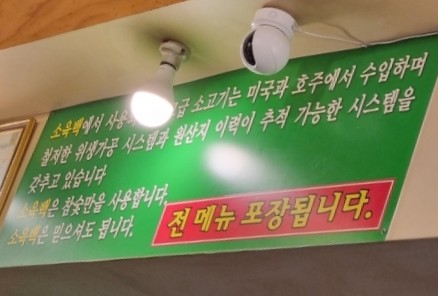 소육백에서 사용 급 소고기는 미국과 호주에서 수입하며
철저한 위생가공 시스템과 원산지 이력이 추적 가능한 시스템을
갖추고 있습니다
소육백은 참숯만을 사용합니다.
소육백은 믿으셔도 됩니다.
전 메뉴 포장됩니다.